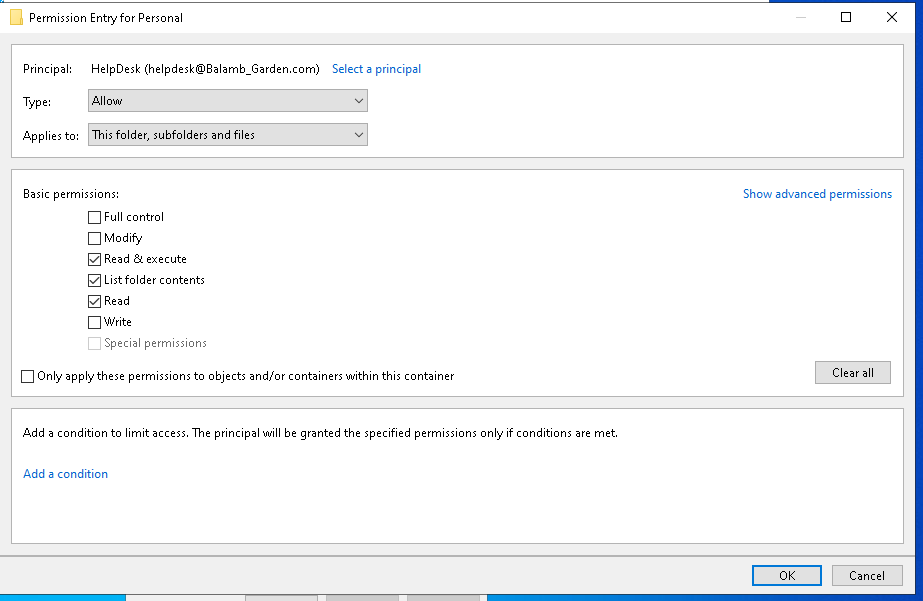 Permission Entry for Personal
Principal: HelpDesk (helpdesk@Balamb_Garden.com) Select a principal
Type: Allow
Applies to: This folder, subfolders and files
Basic permissions: Show advanced permissions
Full control
Modify
Read & execute
List folder contents
Read
Write
Special permissions
Only apply these permissions to objects and/or containers within this container Clear all
Add a condition to limit access. The principal will be granted the specified permissions only if conditions are met.
Add a condition
OK Cancel